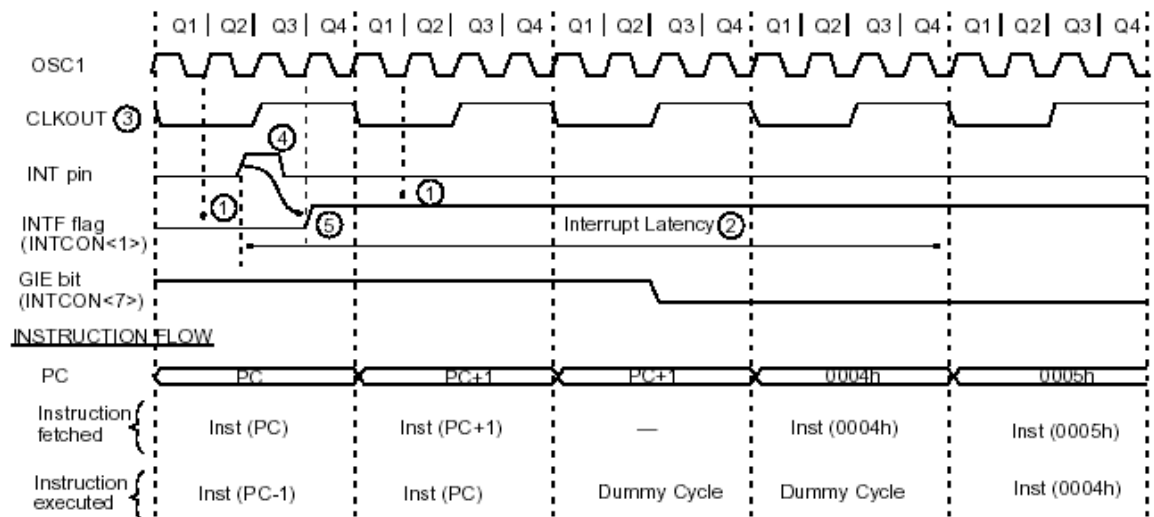 Q1 | Q2 | Q3 | Q4 Q1 | Q2 | Q3 | Q4 Q1 | Q2 | Q3 | Q4 Q1 | Q2 | Q3 | Q4 Q1 | Q2 | Q3 | Q4
OSC1
CLKOUT ③
④
INT pin
① ①
INTF flag ⑤ Interrupt Latency ②
(INTCON<1>)
GIE bit
(INTCON<7>)
INSTRUCTION FLOW
PC PC PC+1 PC+1 0004h 0005h
Instruction
fetched Inst (PC) Inst (PC+1) — Inst (0004h) Inst (0005h)
Instruction
executed Inst (PC-1) Inst (PC) Dummy Cycle Dummy Cycle Inst (0004h)